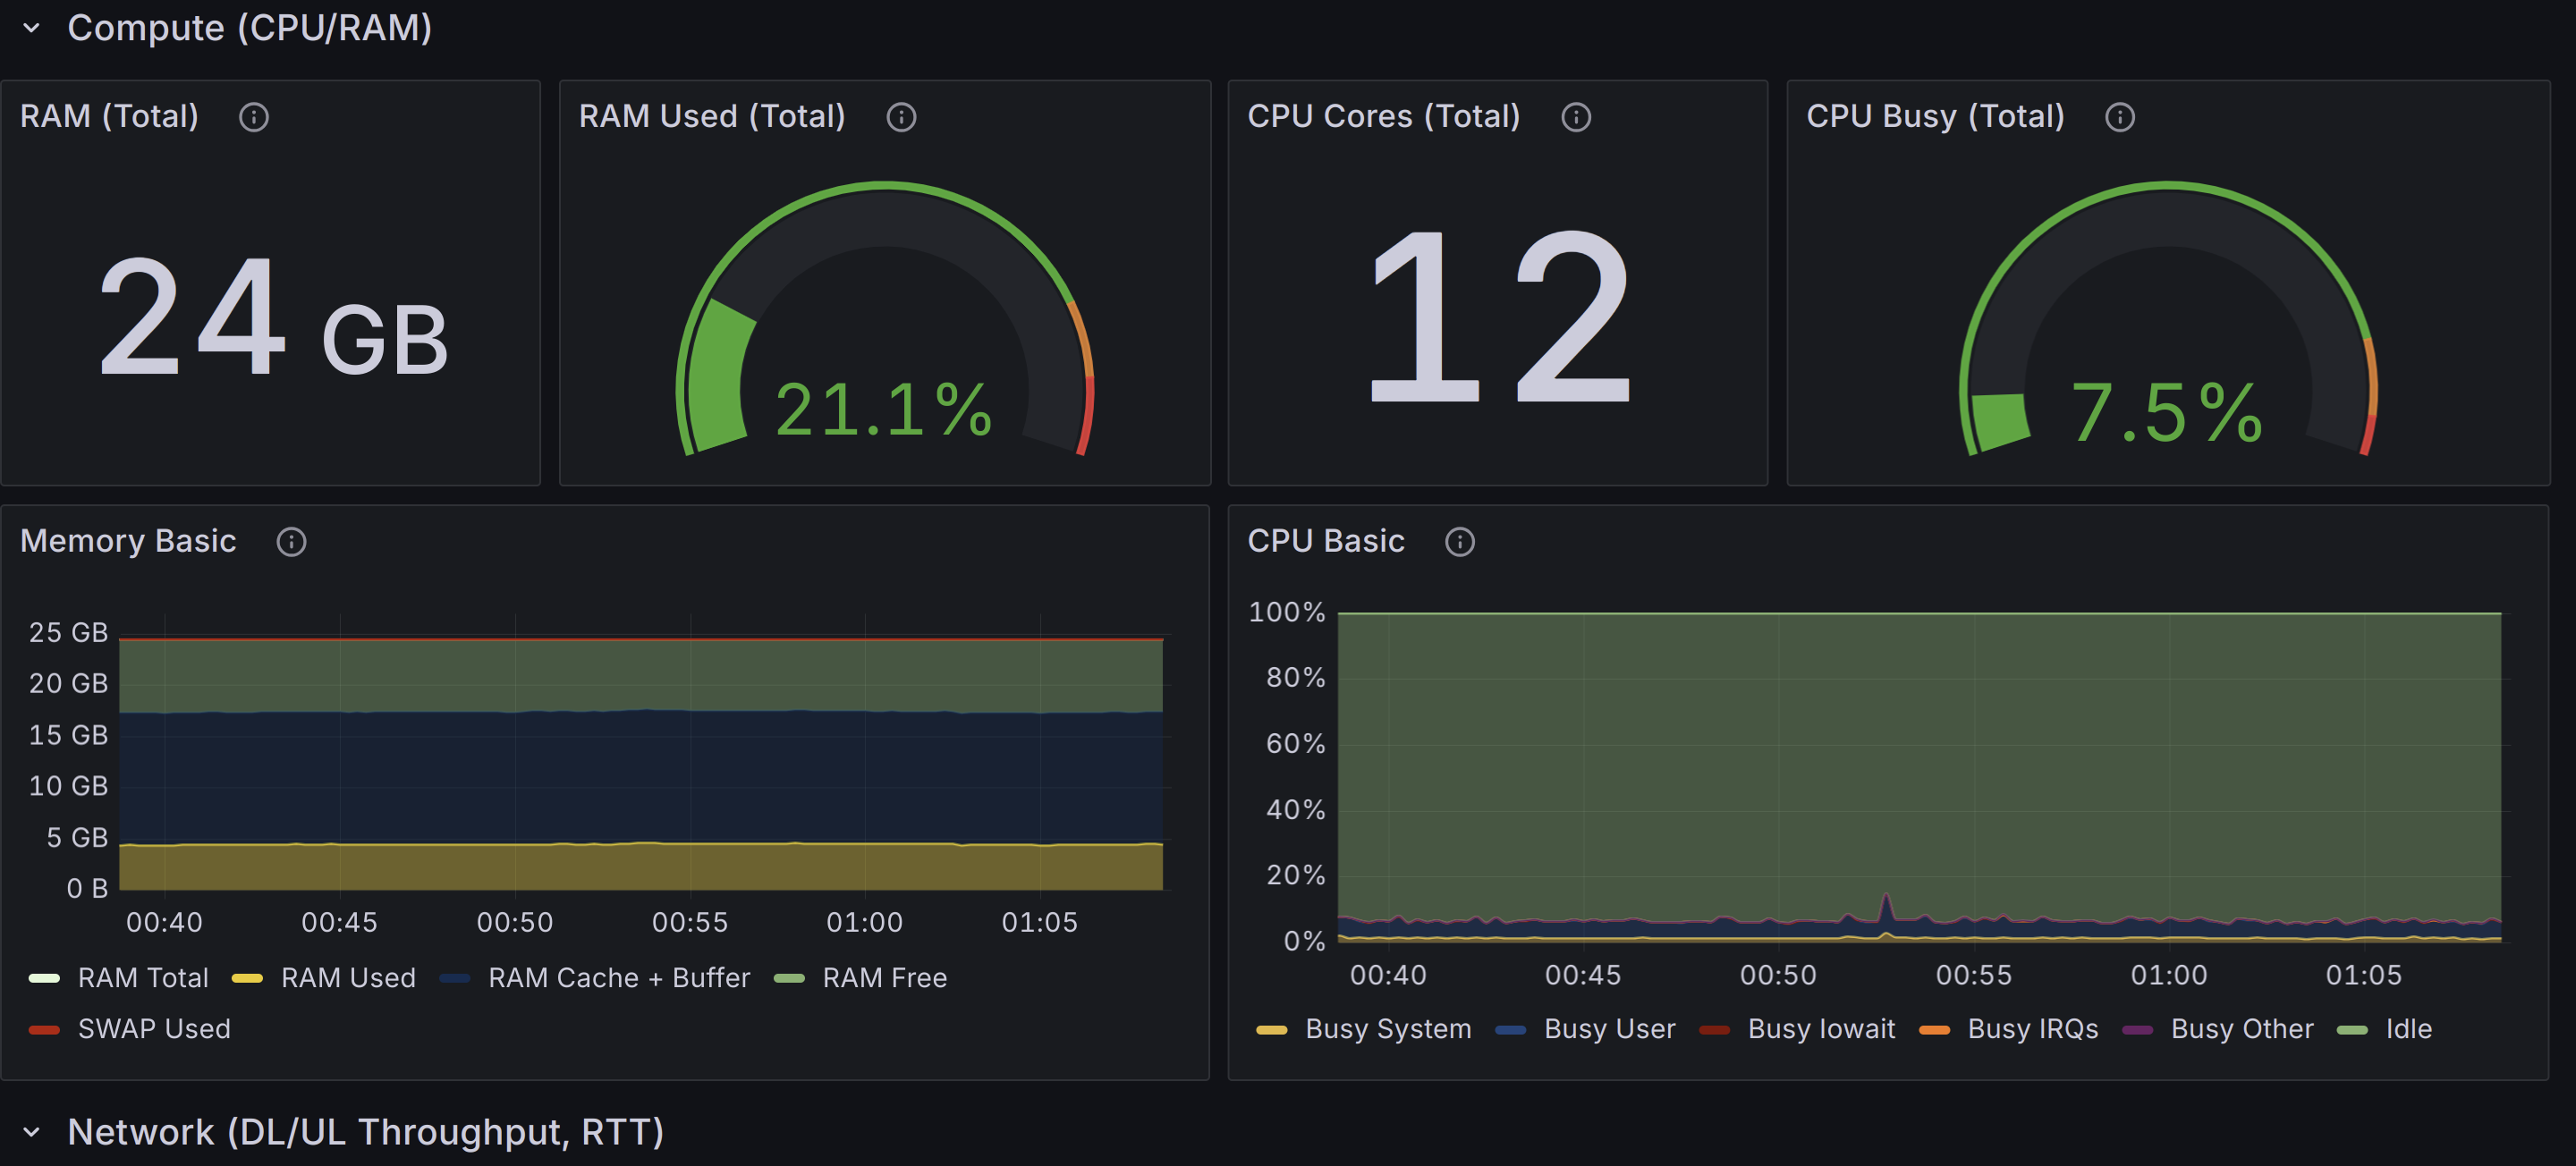 Compute (CPU/RAM)
RAM (Total)
24 GB
RAM Used (Total)
21.1%
CPU Cores (Total)
12
CPU Busy (Total)
7.5%
Memory Basic
25 GB
20 GB
15 GB
10 GB
5 GB
0 B
00:40 00:45 00:50 00:55 01:00 01:05
RAM Total RAM Used RAM Cache + Buffer RAM Free
SWAP Used
CPU Basic
100%
80%
60%
40%
20%
0%
00:40 00:45 00:50 00:55 01:00 01:05
Busy System Busy User Busy Iowait Busy IRQs Busy Other Idle
Network (DL/UL Throughput, RTT)